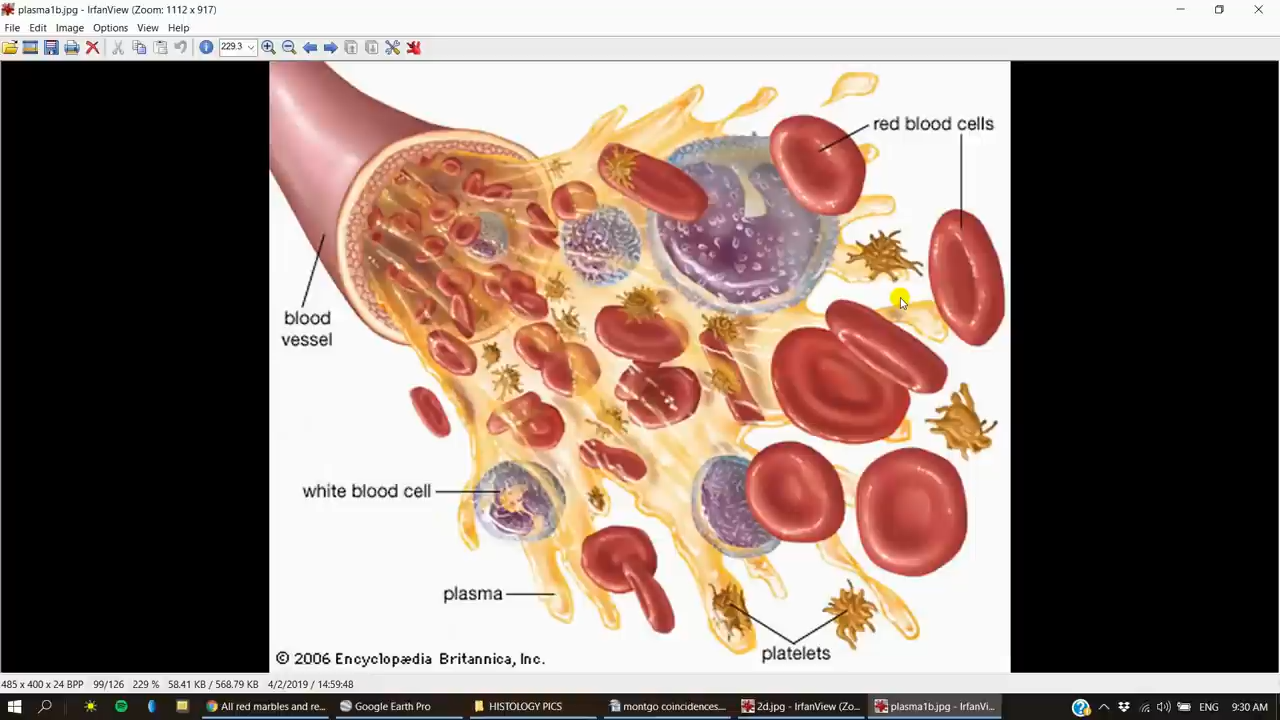 plasma1b.jpg - IrfanView (Zoom: 1112 x 917)
File Edit Image Options View Help
229.3
red blood cells
blood
vessel
white blood cell
plasma
platelets
© 2006 Encyclopædia Britannica, Inc.
485 x 400 x 24 BPP 99/126 229 % 58.41 KB / 568.79 KB 4/2/2019 / 14:59:48
All red marbles and re... Google Earth Pro HISTOLOGY PICS montgo coincidences... 2d.jpg - IrfanView (Zo... plasma1b.jpg - IrfanVi... ENG 9:30 AM